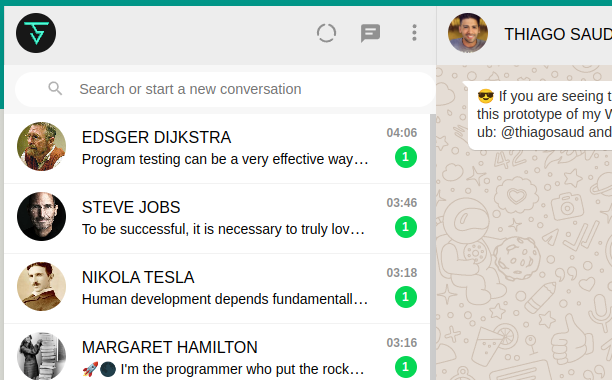 THIAGO SAUD
Search or start a new conversation
EDSGER DIJKSTRA
04:06
Program testing can be a very effective way…
1
STEVE JOBS
03:46
To be successful, it is necessary to truly lov…
1
NIKOLA TESLA
03:18
Human development depends fundamentall…
1
MARGARET HAMILTON
03:16
🚀🌑 I'm the programmer who put the rock…
1
😎 If you are seeing t
this prototype of my W
ub: @thiagosaud and